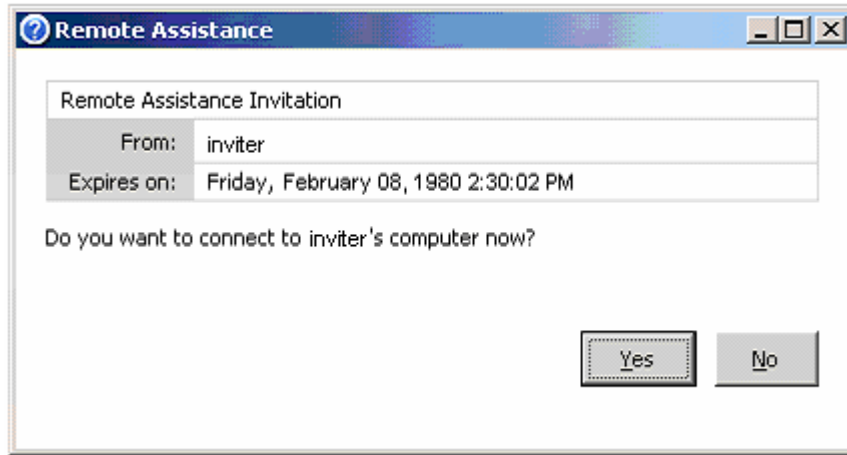 Remote Assistance
Remote Assistance Invitation
From: inviter
Expires on: Friday, February 08, 1980 2:30:02 PM
Do you want to connect to inviter's computer now?
Yes No